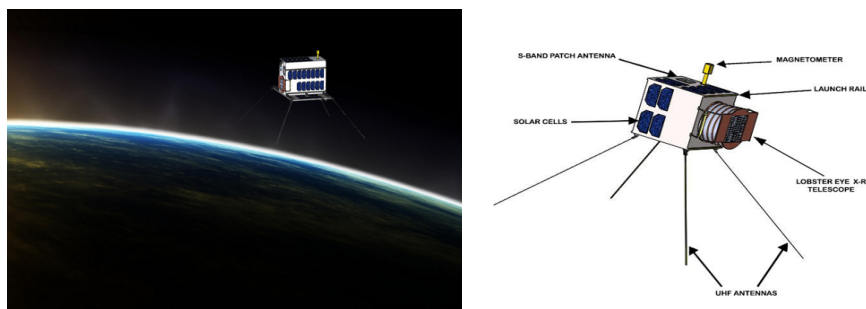 S-BAND PATCH ANTENNA
MAGNETOMETER
LAUNCH RAIL
SOLAR CELLS
LOBSTER EYE X-R
TELESCOPE
UHF ANTENNAS